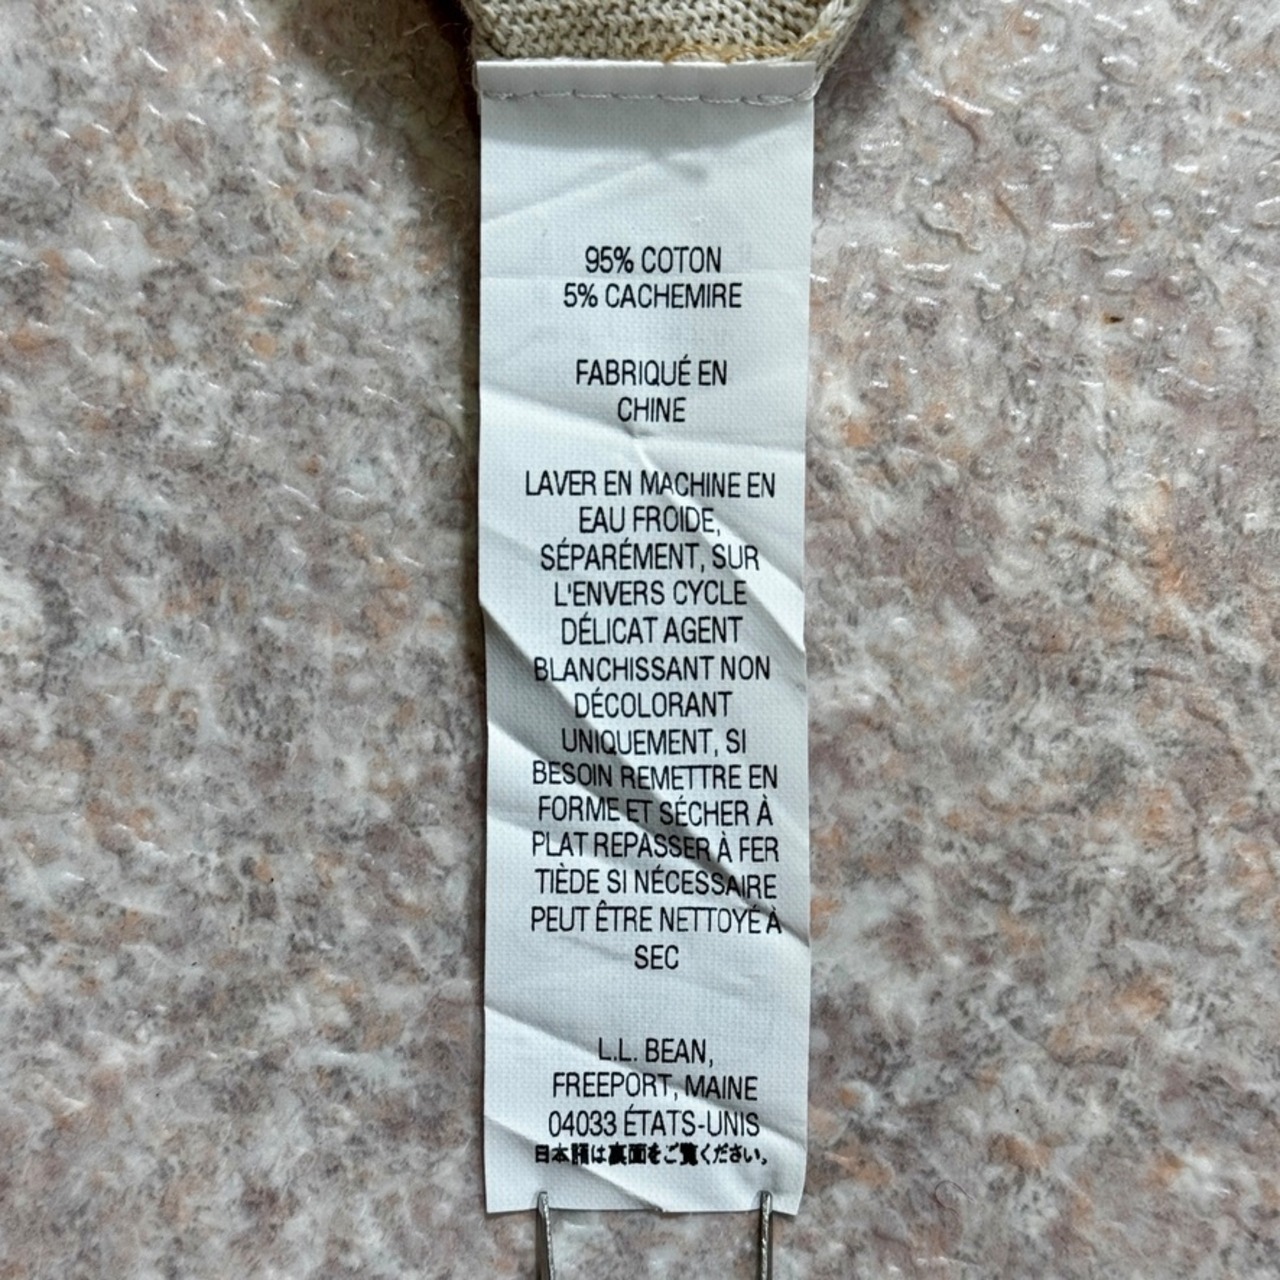 95% COTON
5% CACHEMIRE
FABRIQUÉ EN
CHINE
LAVER EN MACHINE EN
EAU FROIDE,
SÉPARÉMENT, SUR
L'ENVERS CYCLE
DÉLICAT AGENT
BLANCHISSANT NON
DÉCOLORANT
UNIQUEMENT, SI
BESOIN REMETTRE EN
FORME ET SÉCHER À
PLAT REPASSER À FER
TIÈDE SI NÉCESSAIRE
PEUT ÊTRE NETTOYÉ À
SEC
L.L. BEAN,
FREEPORT, MAINE
04033 ÉTATS-UNIS
日本語は裏面をご覧ください。